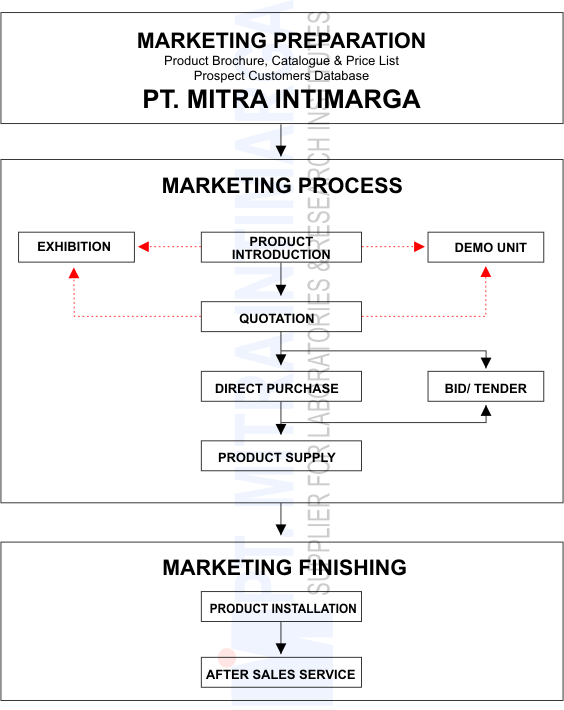 MARKETING PREPARATION
Product Brochure, Catalogue & Price List
Prospect Customers Database
PT. MITRA INTIMARGA
MARKETING PROCESS
EXHIBITION
PRODUCT
INTRODUCTION
DEMO UNIT
QUOTATION
DIRECT PURCHASE
BID/ TENDER
PRODUCT SUPPLY
MARKETING FINISHING
PRODUCT INSTALLATION
AFTER SALES SERVICE
PT. MITRA INTIMARGA
SUPPLIER FOR LABORATORIES & RESEARCH INSTITUTES